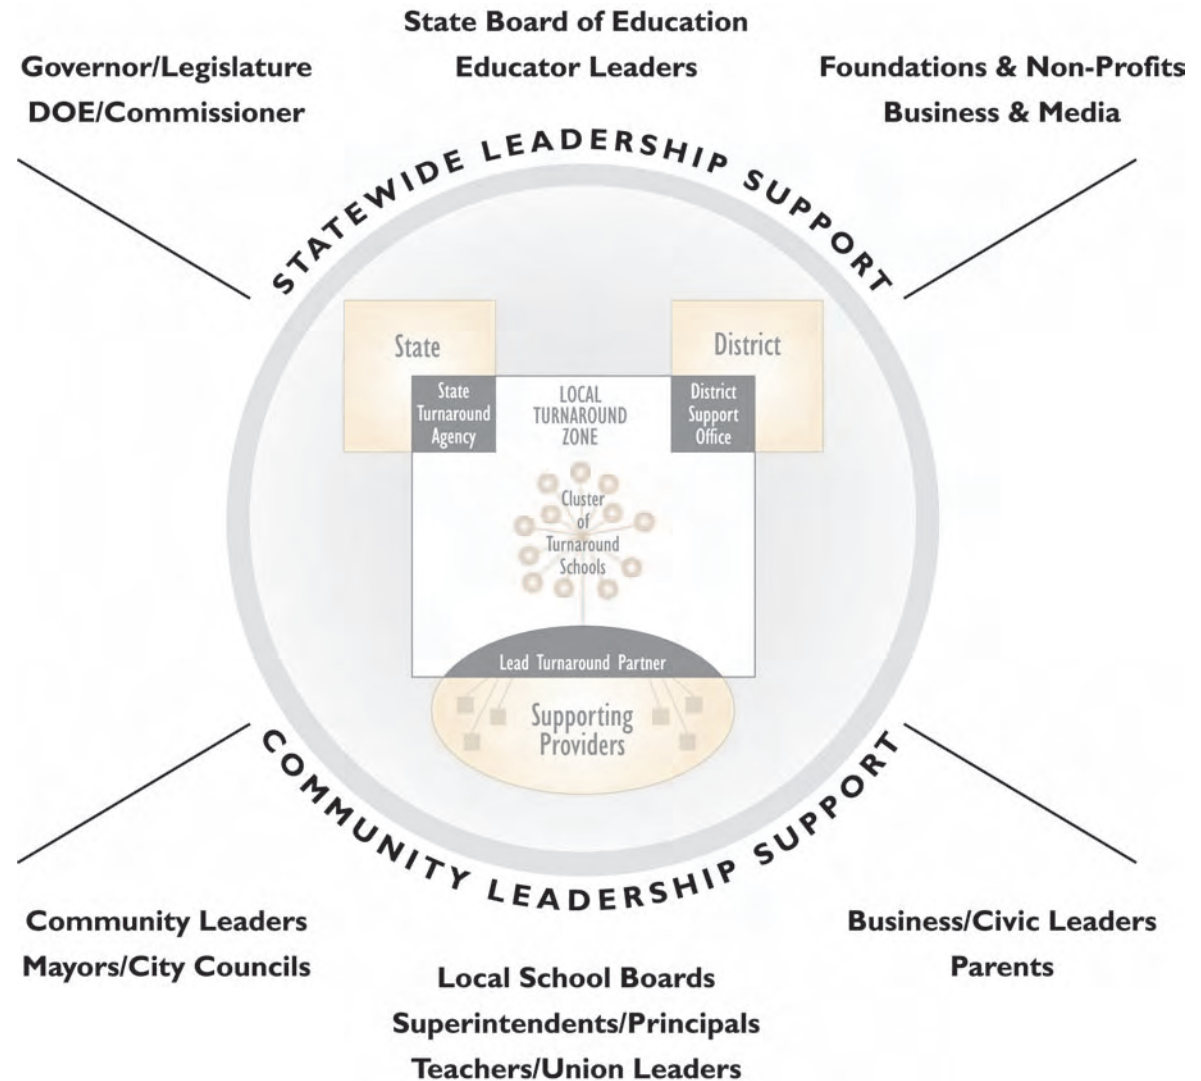 State Board of Education
Educator Leaders
Governor/Legislature
DOE/Commissioner
Foundations & Non-Profits
Business & Media
STATEWIDE LEADERSHIP SUPPORT
State
District
State
Turnaround
Agency
LOCAL
TURNAROUND
ZONE
District
Support
Office
Cluster
of
Turnaround
Schools
Lead Turnaround Partner
Supporting
Providers
COMMUNITY LEADERSHIP SUPPORT
Community Leaders
Mayors/City Councils
Local School Boards
Superintendents/Principals
Teachers/Union Leaders
Business/Civic Leaders
Parents